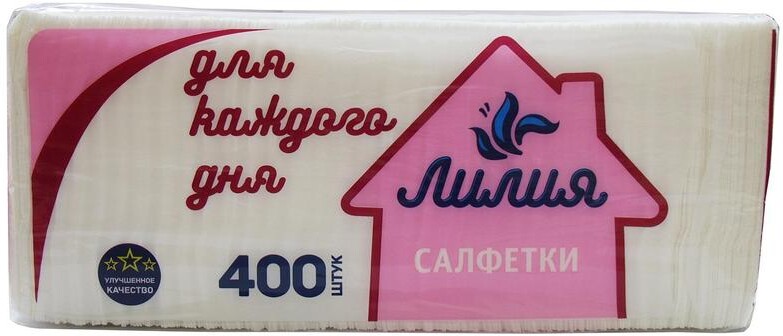 для
каждого
дня
Лилия
САЛФЕТКИ
УЛУЧШЕННОЕ
КАЧЕСТВО
400 ШТУК